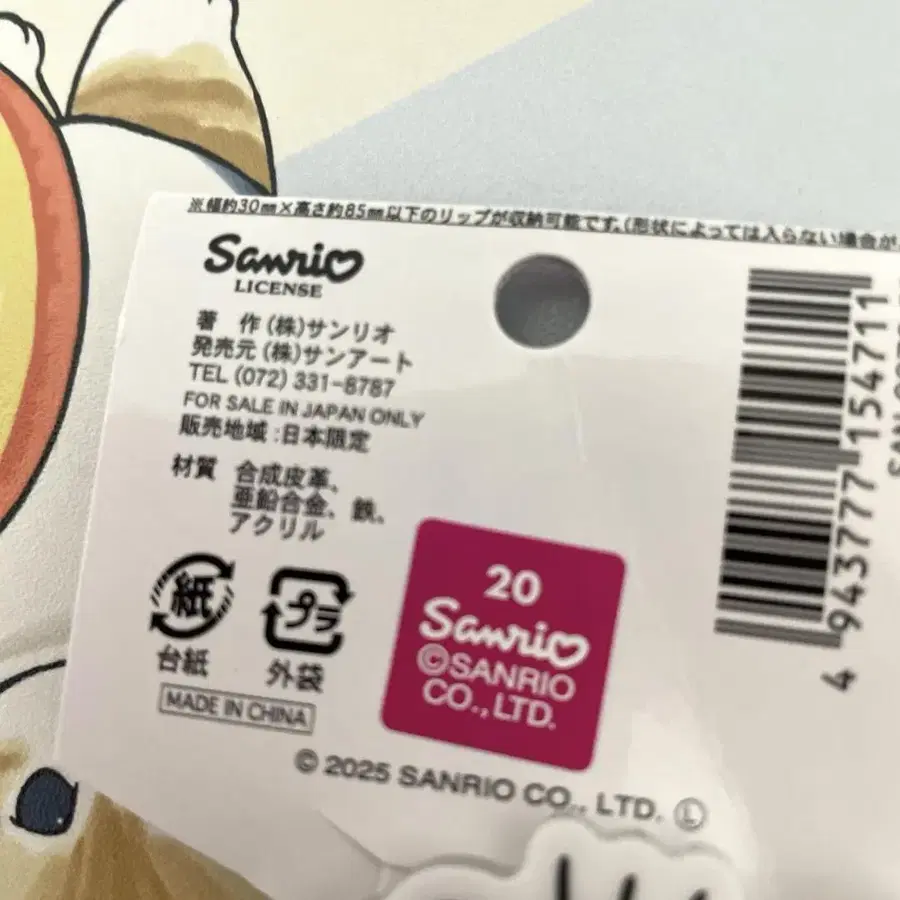 ※幅約30㎜×高さ約85㎜以下のリップが収納可能です。(形状によっては入らない場合が
Sanrio
LICENSE
著 作(株)サンリオ
発売元(株)サンアート
TEL (072) 331-8787
FOR SALE IN JAPAN ONLY
販売地域:日本限定
材質 合成皮革、
亜鉛合金、鉄、
アクリル
紙
台紙
プラ
外袋
MADE IN CHINA
20
Sanrio
©SANRIO
CO.,LTD.
© 2025 SANRIO CO., LTD. Ⓛ
4 943777 154711